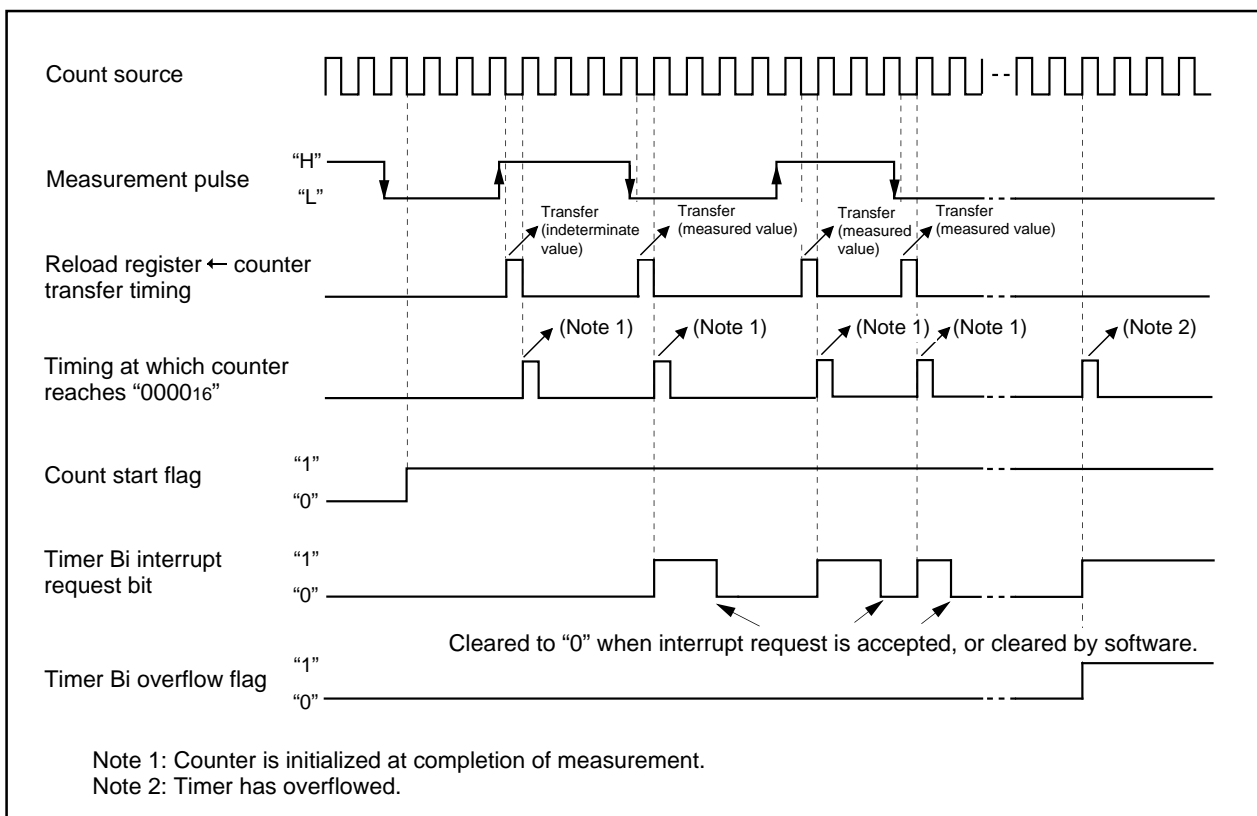 Count source
“H”
Measurement pulse
“L”
Transfer
(indeterminate
value)
Transfer
(measured value)
Transfer
(measured
value)
Transfer
(measured value)
Reload register ← counter
transfer timing
(Note 1)
(Note 1)
(Note 1)
(Note 1)
(Note 2)
Timing at which counter
reaches “000016”
“1”
Count start flag
“0”
Timer Bi interrupt
request bit
“1”
“0”
Cleared to “0” when interrupt request is accepted, or cleared by software.
“1”
Timer Bi overflow flag
“0”
Note 1: Counter is initialized at completion of measurement.
Note 2: Timer has overflowed.